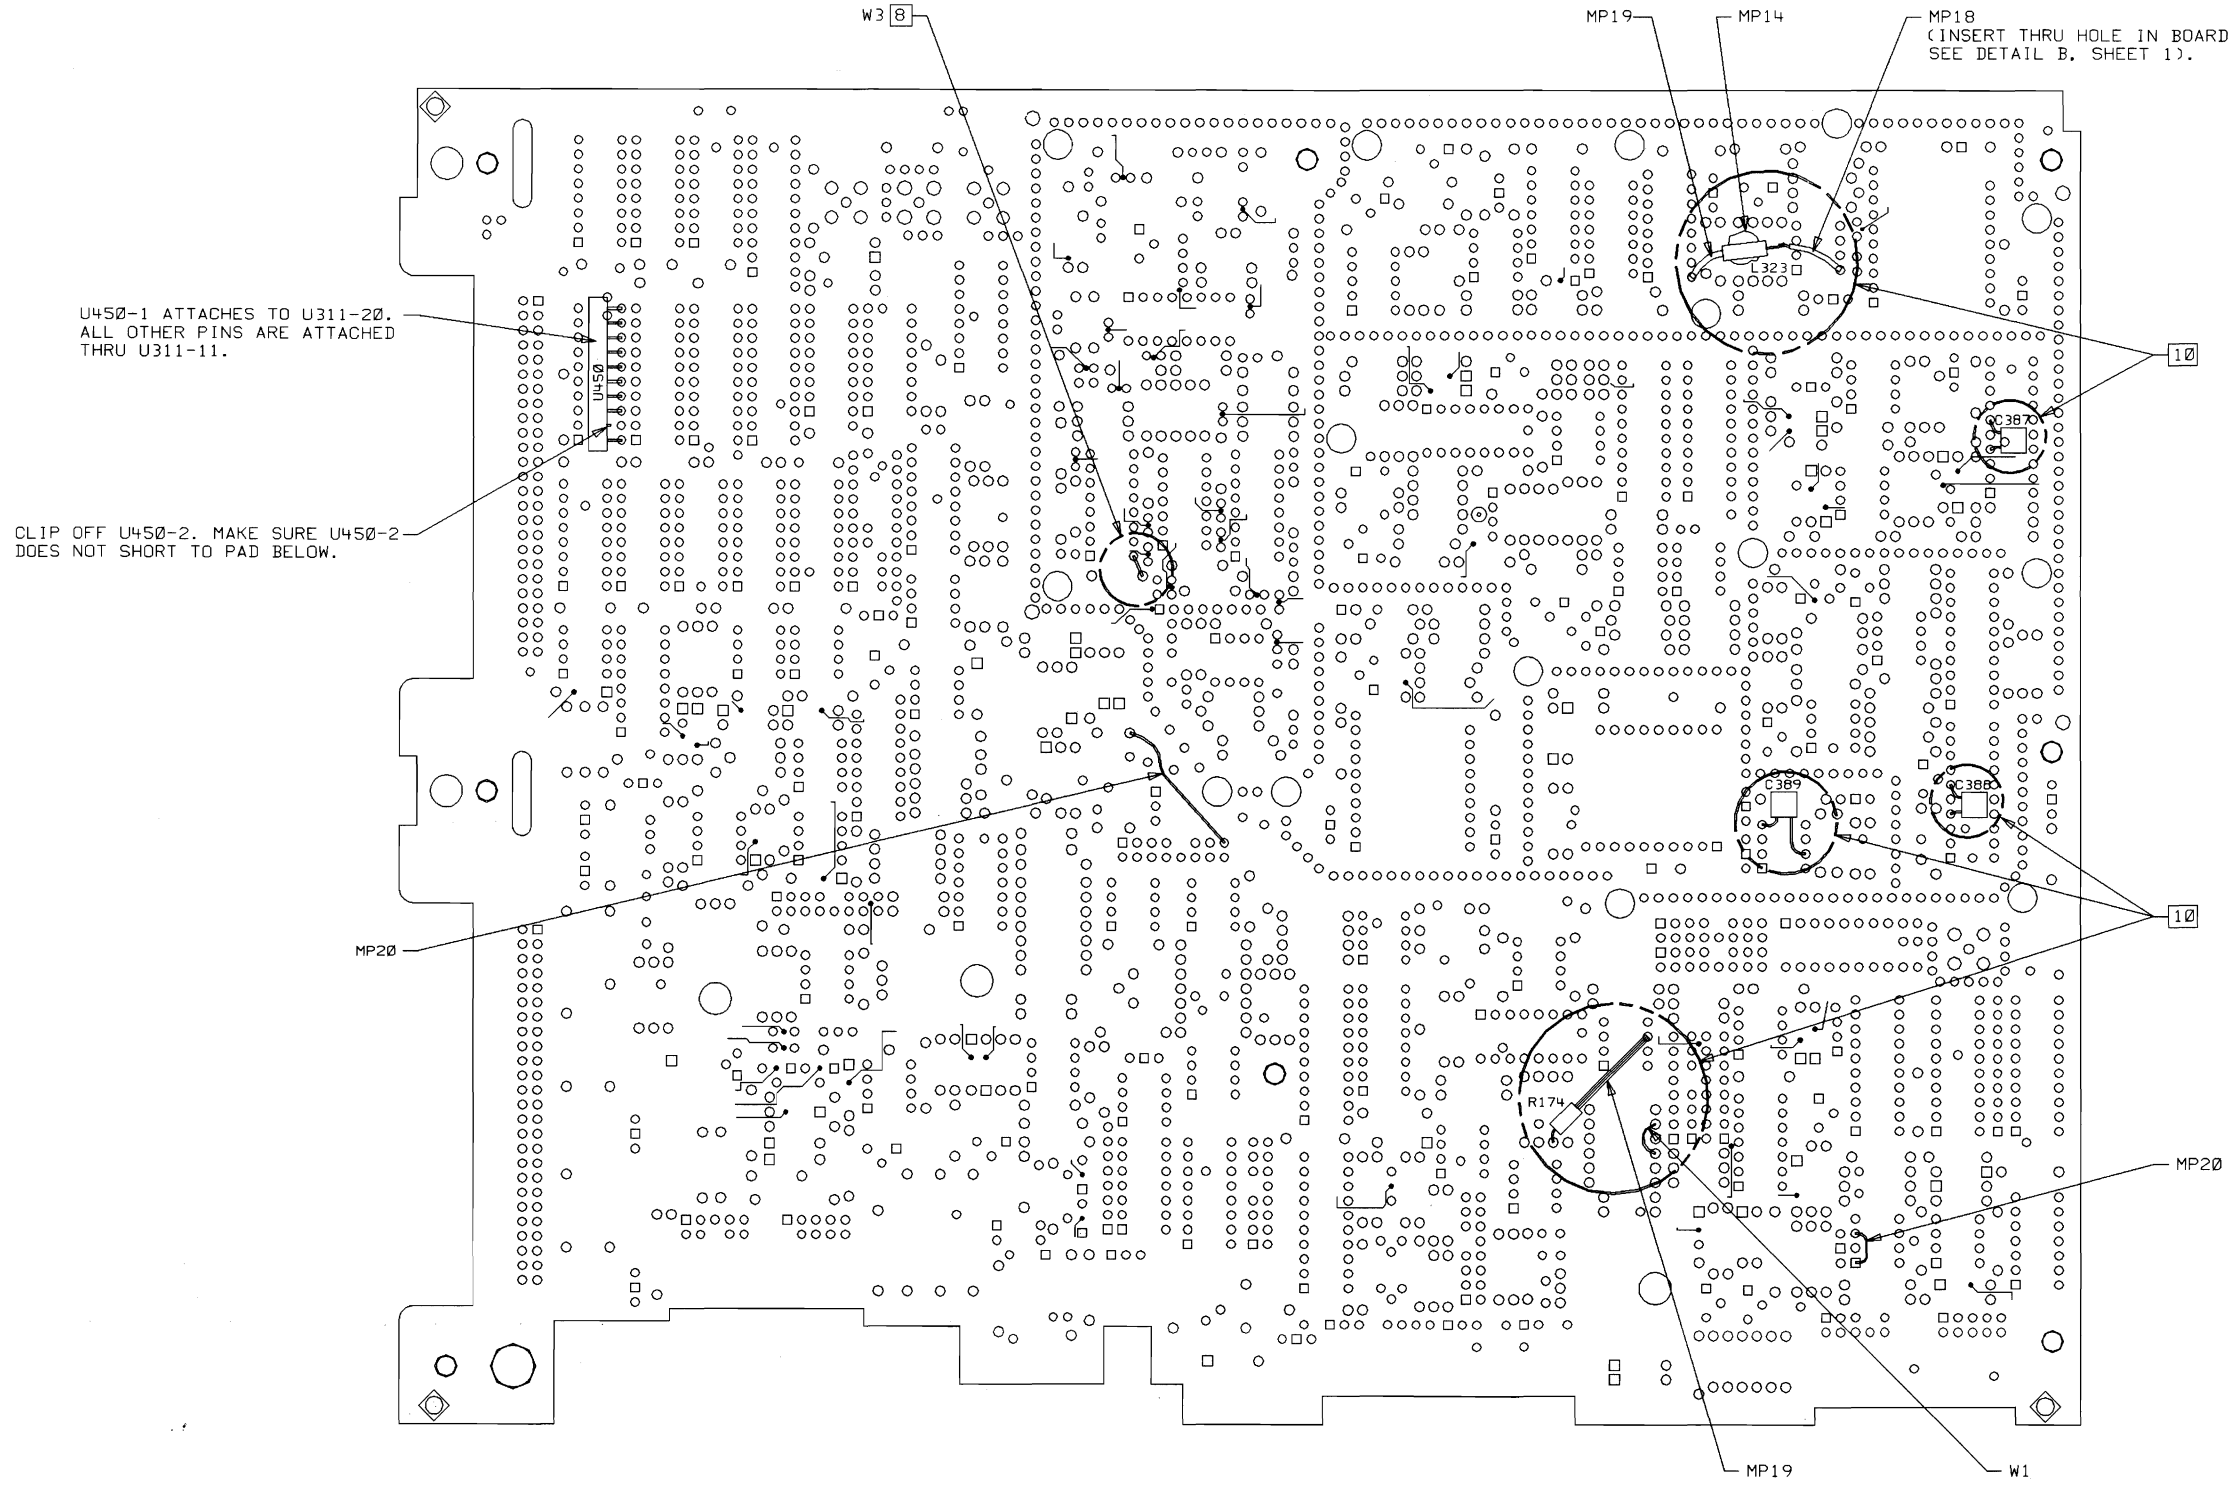 W3 8
MP19
MP14
MP18
(INSERT THRU HOLE IN BOARD
SEE DETAIL B. SHEET 1).
L323
U450-1 ATTACHES TO U311-20.
ALL OTHER PINS ARE ATTACHED
THRU U311-11.
10
U450
C387
CLIP OFF U450-2. MAKE SURE U450-2
DOES NOT SHORT TO PAD BELOW.
C389
C388
10
MP20
R174
MP20
MP19
W1